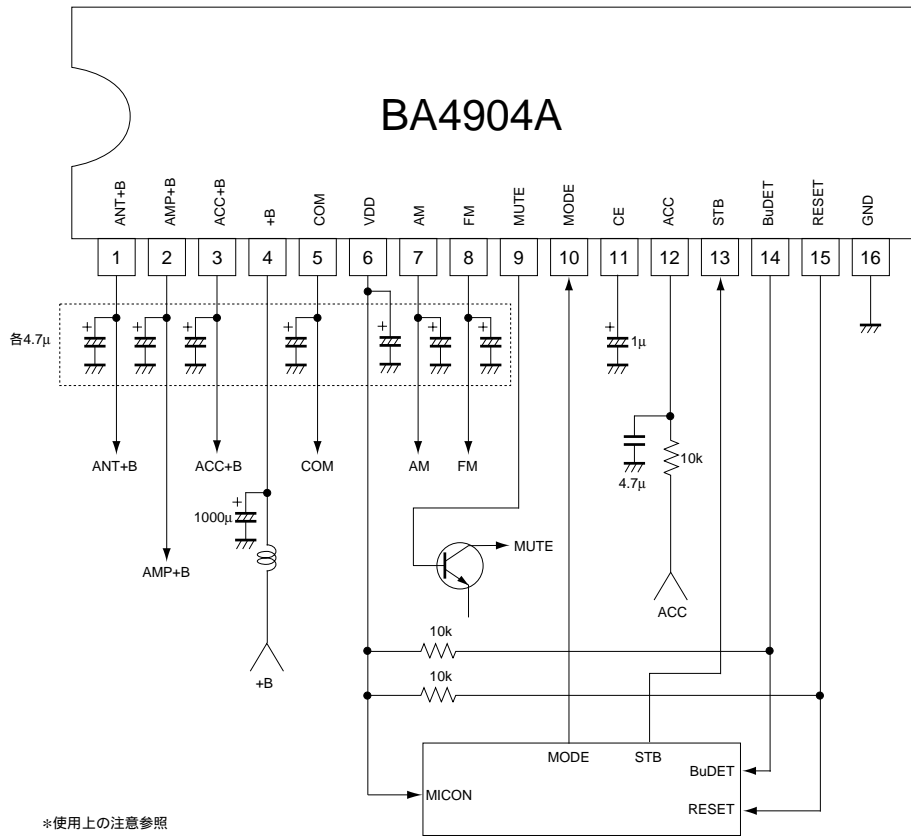 BA4904A
ANT+B
AMP+B
ACC+B
+B
COM
VDD
AM
FM
MUTE
MODE
CE
ACC
STB
BuDET
RESET
GND
1
2
3
4
5
6
7
8
9
10
11
12
13
14
15
16
各4.7μ
+
+
+
+
+
+
+
+
1μ
ANT+B
ACC+B
COM
AM
FM
4.7μ
10k
+
1000μ
MUTE
AMP+B
ACC
10k
+B
10k
MODE
STB
BuDET
MICON
RESET
*使用上の注意参照